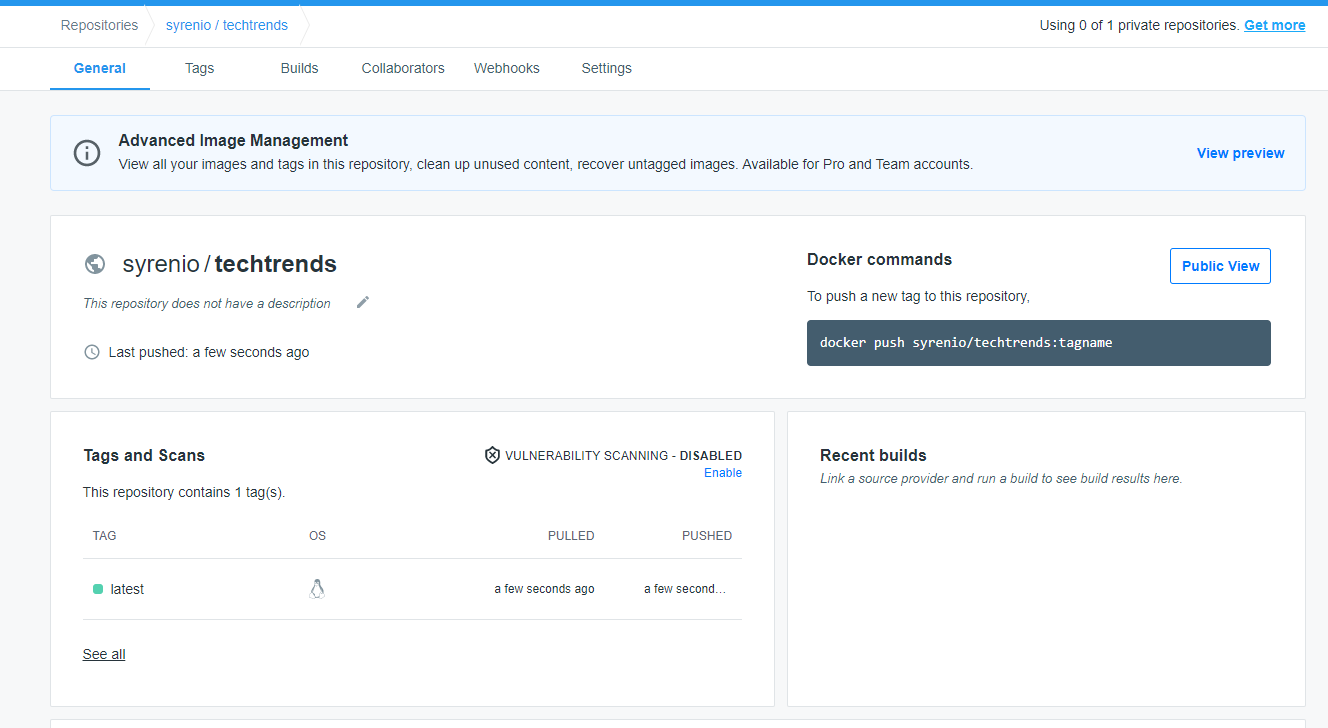 Repositories
syrenio / techtrends
Using 0 of 1 private repositories. Get more
General
Tags
Builds
Collaborators
Webhooks
Settings
Advanced Image Management
View all your images and tags in this repository, clean up unused content, recover untagged images. Available for Pro and Team accounts.
View preview
syrenio / techtrends
This repository does not have a description
Last pushed: a few seconds ago
Docker commands
Public View
To push a new tag to this repository,
docker push syrenio/techtrends:tagname
Tags and Scans
VULNERABILITY SCANNING - DISABLED
Enable
This repository contains 1 tag(s).
TAG
OS
PULLED
PUSHED
latest
a few seconds ago
a few second…
See all
Recent builds
Link a source provider and run a build to see build results here.